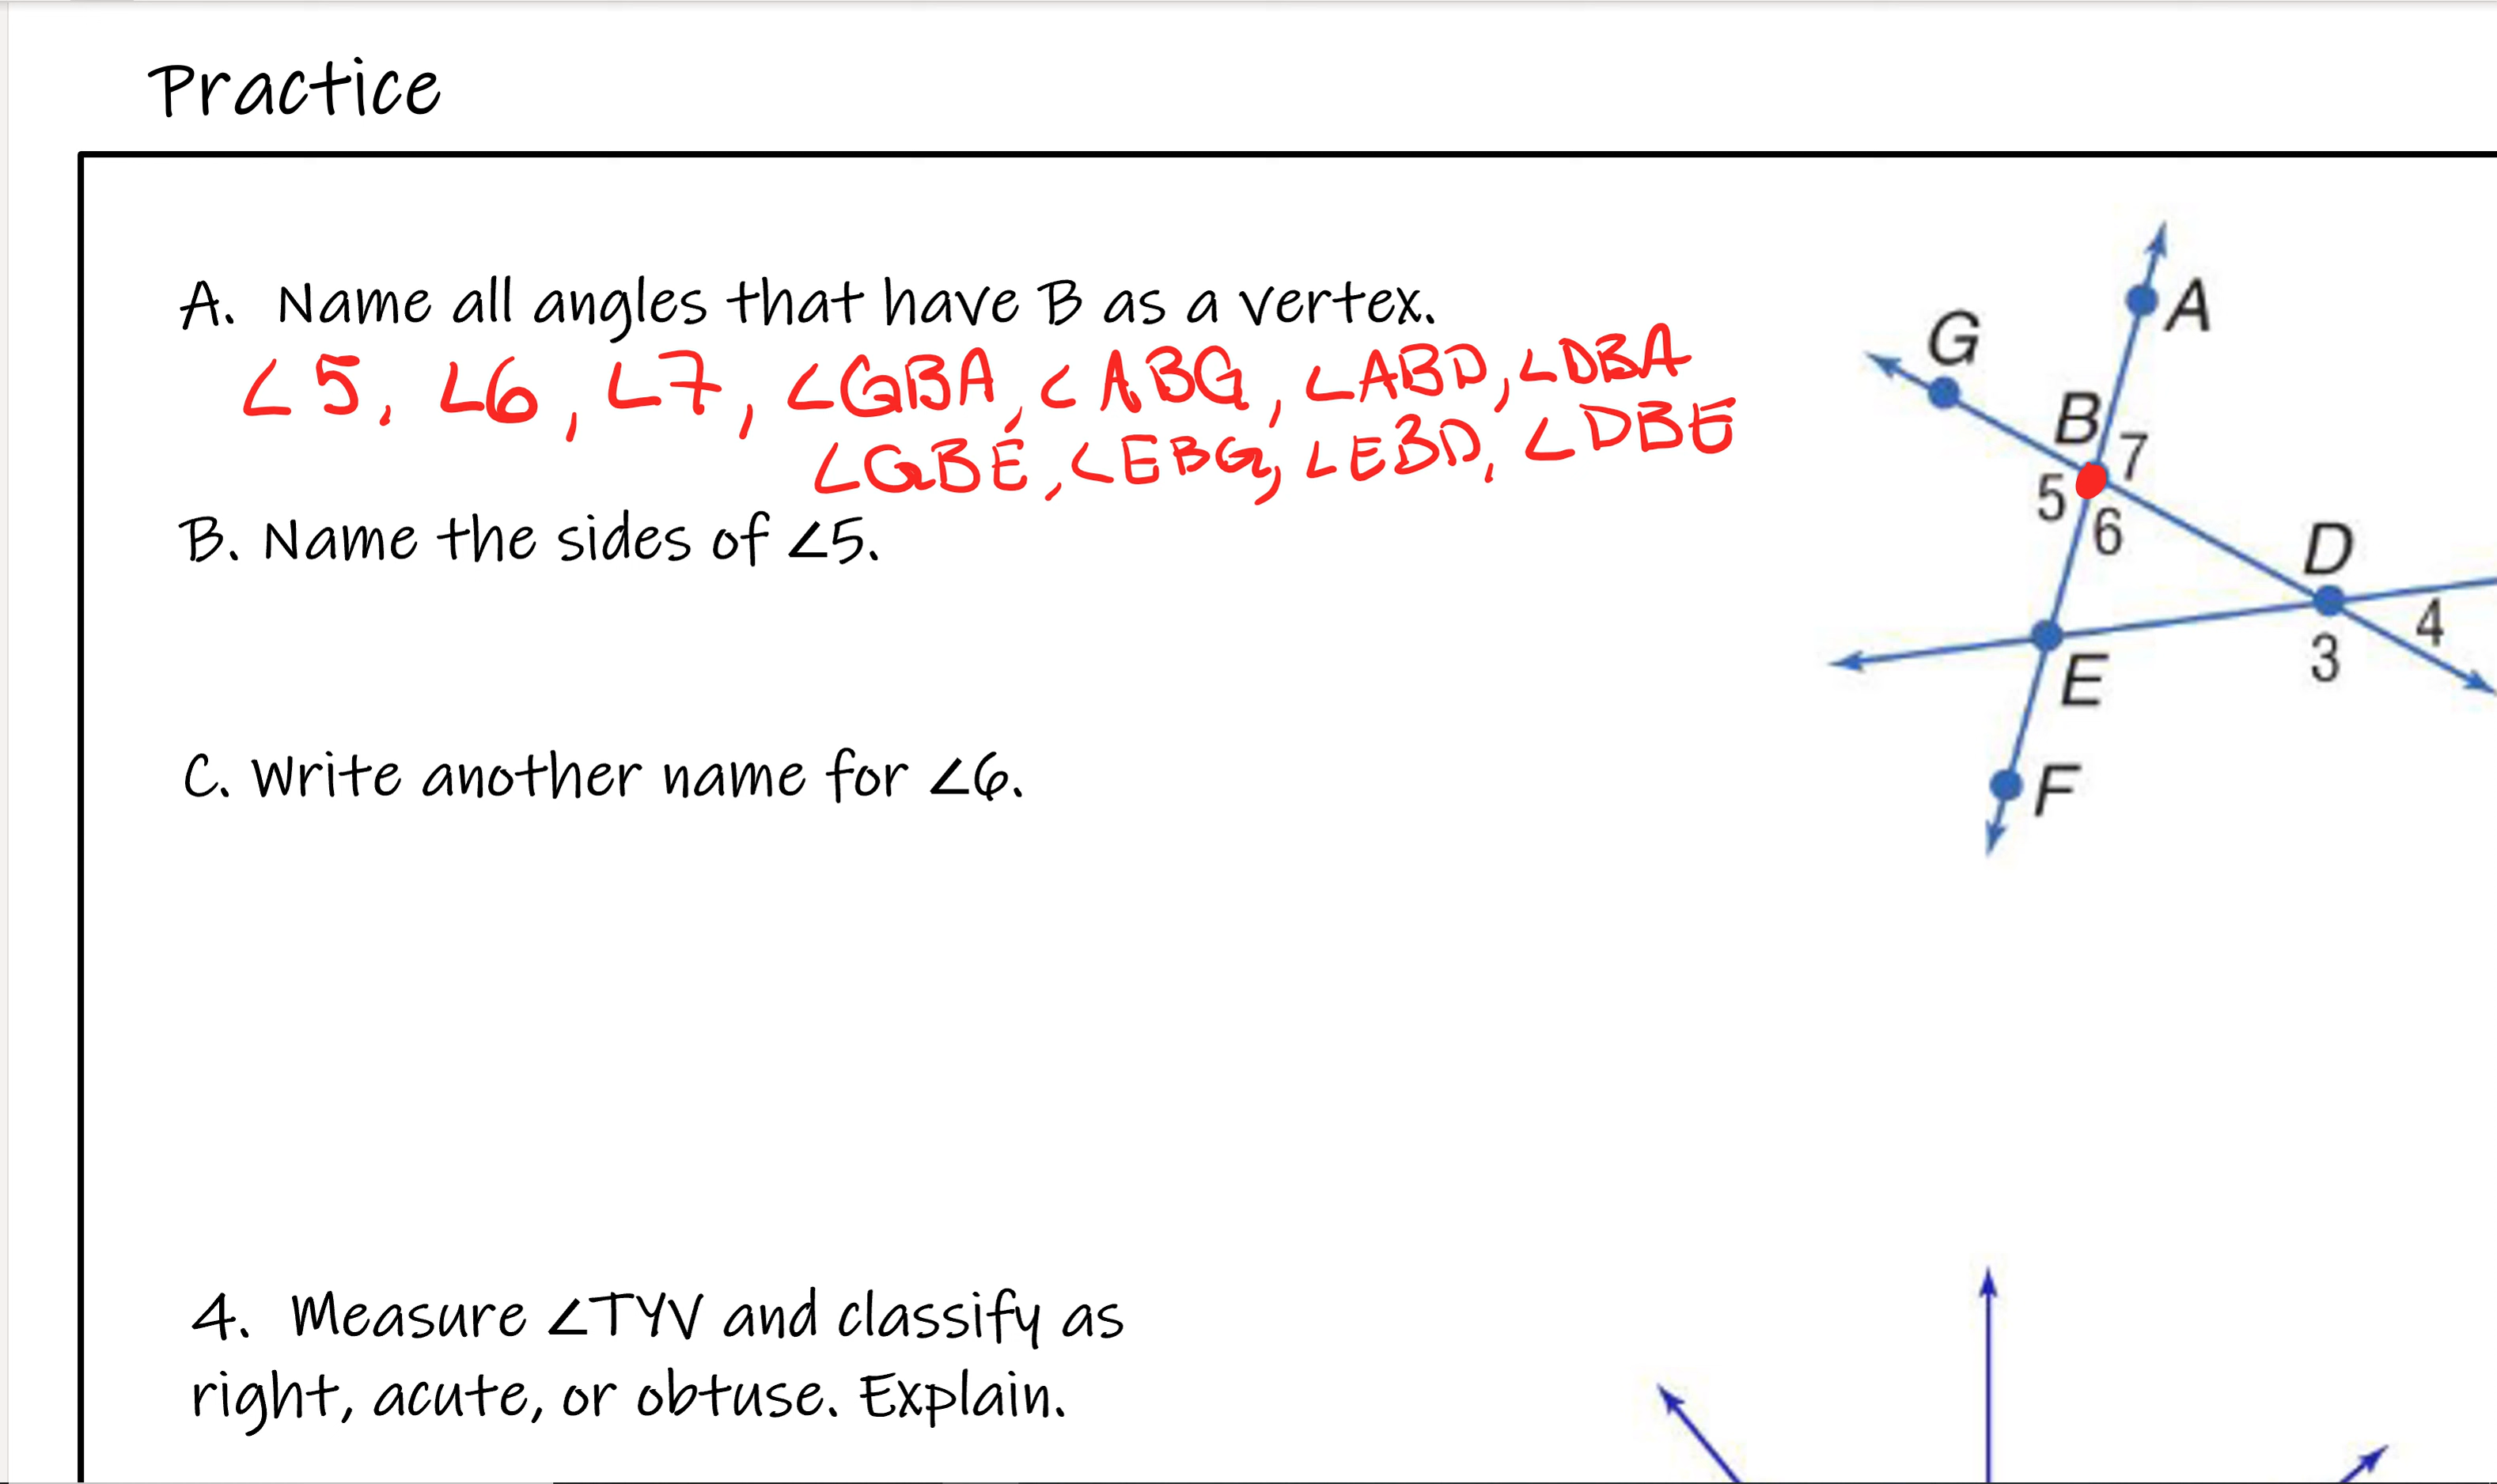 Practice
A. Name all angles that have B as a vertex.
∠5, ∠6, ∠7, ∠GBA, ∠ABG, ∠ABD, ∠DBA
∠GBE, ∠EBG, ∠EBD, ∠DBE
B. Name the sides of ∠5.
C. Write another name for ∠6.
A
G
B
7
5
6
D
4
3
E
F
4. Measure ∠TYV and classify as
right, acute, or obtuse. Explain.